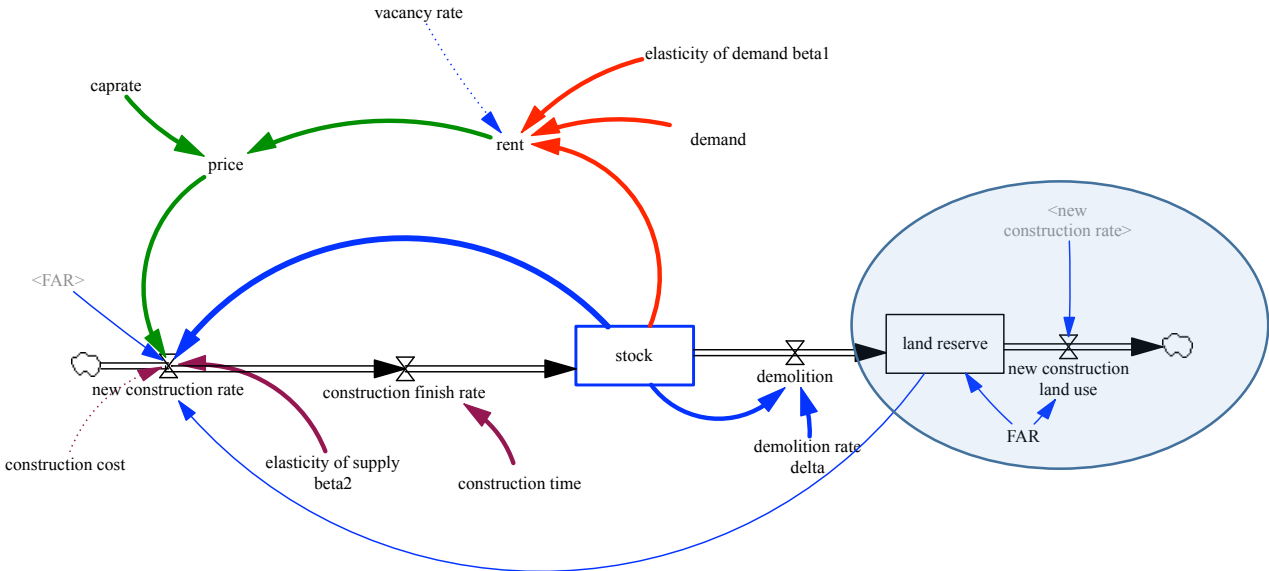 vacancy rate
elasticity of demand beta1
caprate
demand
rent
price
<new
construction rate>
<FAR>
stock
land reserve
new construction rate
construction finish rate
demolition
new construction
land use
FAR
demolition rate
delta
construction cost
elasticity of supply
beta2
construction time